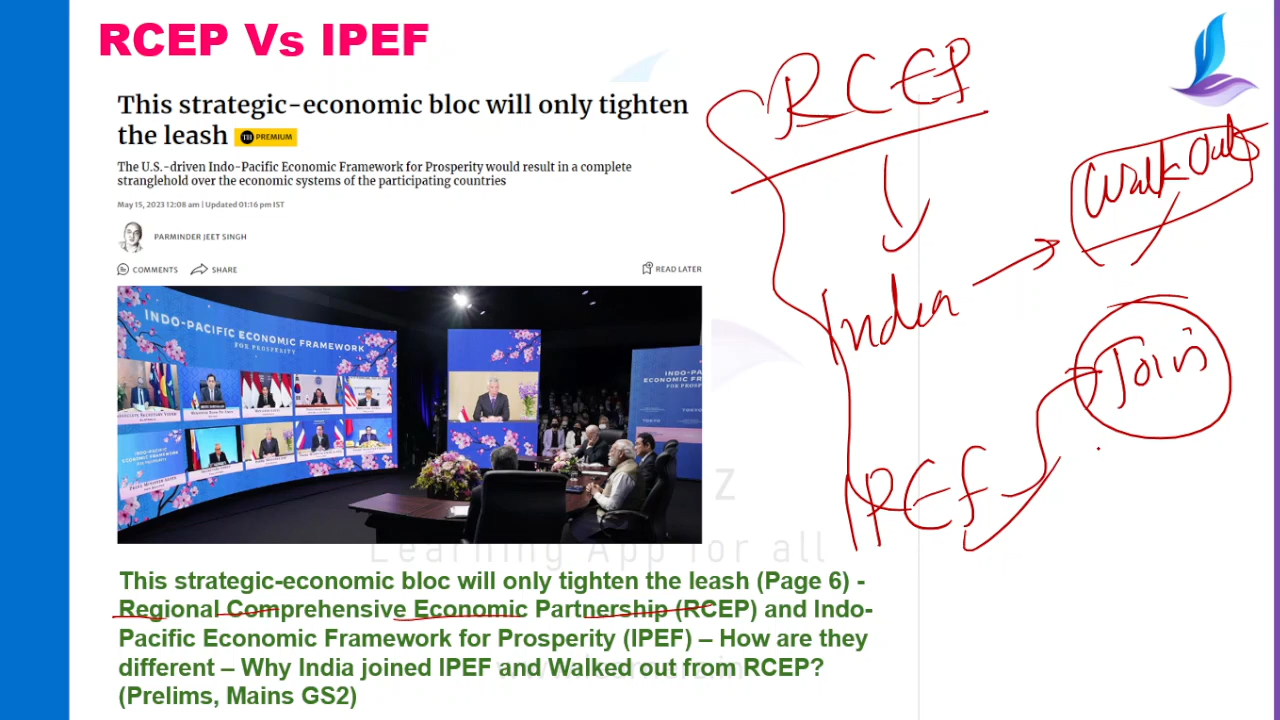 RCEP Vs IPEF
This strategic-economic bloc will only tighten
the leash TH PREMIUM
The U.S.-driven Indo-Pacific Economic Framework for Prosperity would result in a complete
stranglehold over the economic systems of the participating countries
May 15, 2023 12:08 am | Updated 01:16 pm IST
PARMINDER JEET SINGH
COMMENTS SHARE READ LATER
INDO-PACIFIC ECONOMIC FRAMEWORK
FOR PROSPERITY
RCEP
Walk Out
India
Join
IPEF
Learning App for all
This strategic-economic bloc will only tighten the leash (Page 6) -
Regional Comprehensive Economic Partnership (RCEP) and Indo-
Pacific Economic Framework for Prosperity (IPEF) – How are they
different – Why India joined IPEF and Walked out from RCEP?
(Prelims, Mains GS2)